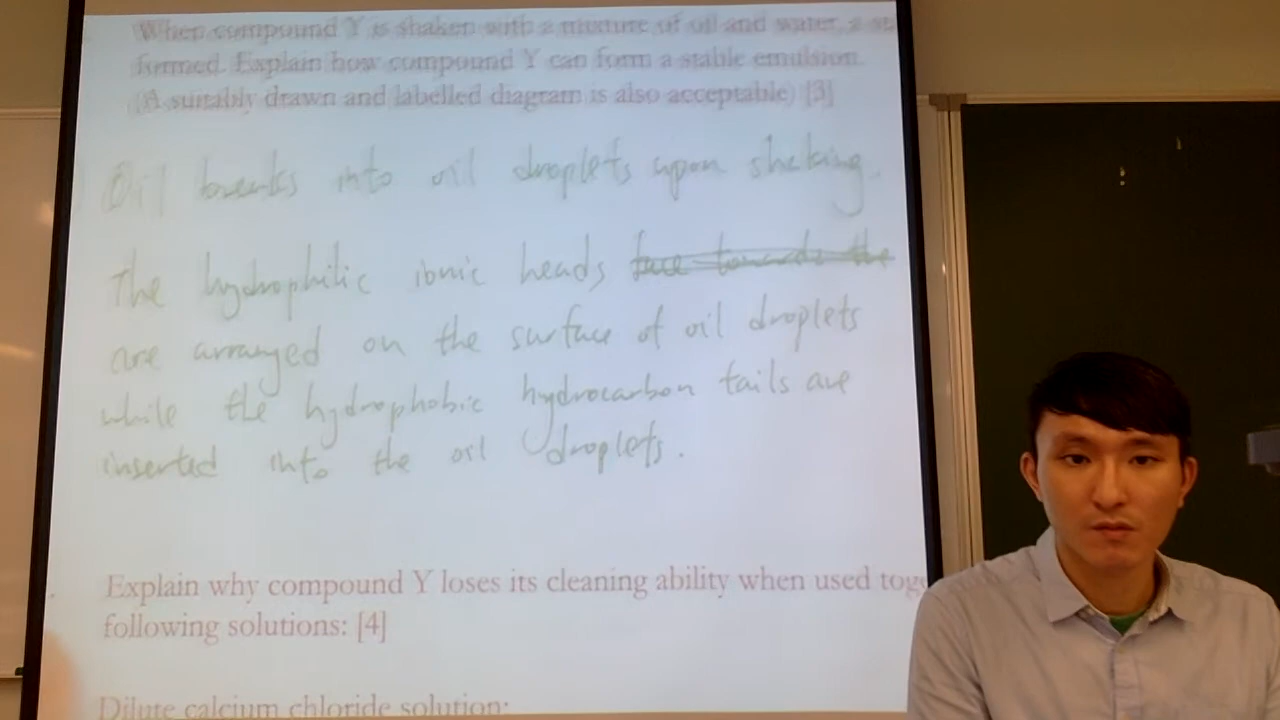 When compound Y is shaken with a mixture of oil and water, a
formed. Explain how compound Y can form a stable emulsion.
(A suitably drawn and labelled diagram is also acceptable) [3]
Oil breaks into oil droplets upon shaking.
The hydrophilic ionic heads face towards the
are arranged on the surface of oil droplets
while the hydrophobic hydrocarbon tails are
inserted into the oil droplets.
Explain why compound Y loses its cleaning ability when used
following solutions: [4]
Dilute calcium chloride solution: